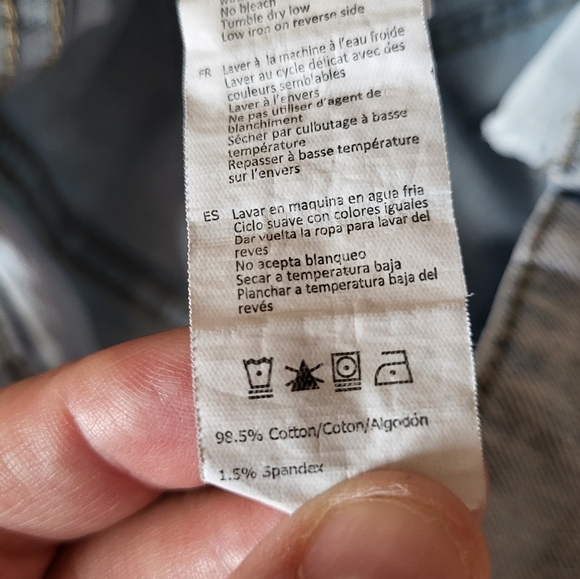 No bleach
Tumble dry low
Low iron on reverse side
FR Laver à la machine à l'eau froide
Laver au cycle délicat avec des
couleurs semblables
Laver à l'envers
Ne pas utiliser d'agent de
blanchiment
Sécher par culbutage à basse
température
Repasser à basse température
sur l'envers
ES Lavar en maquina en agua fria
Ciclo suave con colores iguales
Dar vuelta la ropa para lavar del
reves
No acepta blanqueo
Secar a temperatura baja
Planchar a temperatura baja del
revés
98.5% Cotton/Coton/Algodón
1.5% Spandex